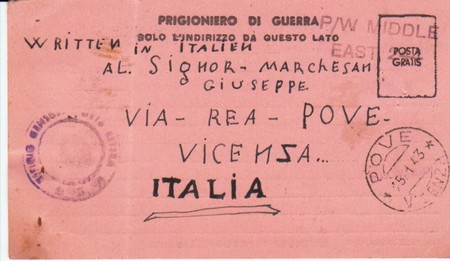 PRIGIONIERO DI GUERRA
SOLO L'INDIRIZZO DA QUESTO LATO
P/W MIDDLE
EAST
POSTA
GRATIS
WRITTEN in ITALIEN
AL. SIGNOR-MARCHESAN
GIUSEPPE
VIA-REA-POVE-
VICENSA...
ITALIA
POVE